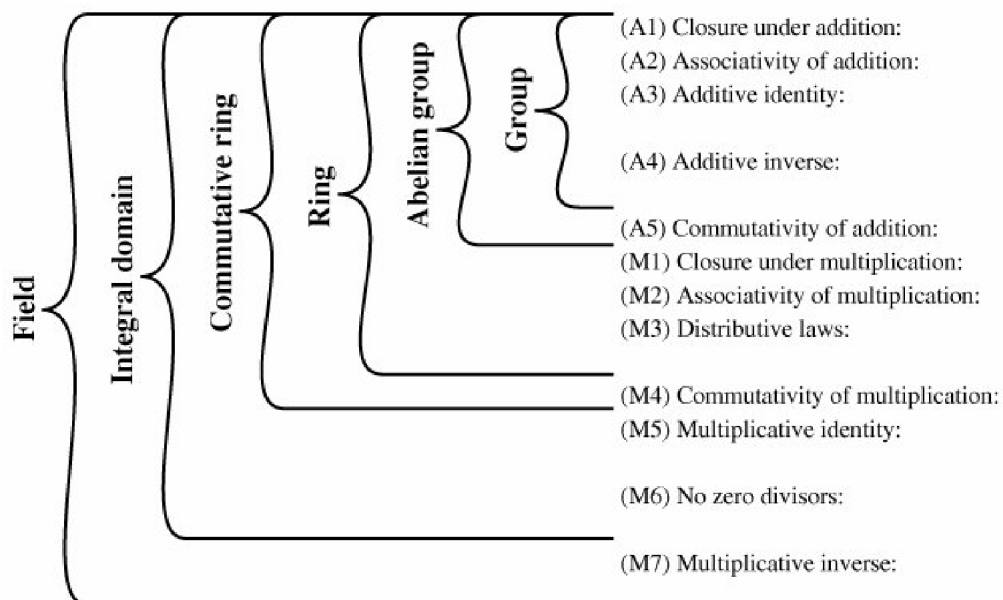 Field
Integral domain
Commutative ring
Ring
Abelian group
Group
(A1) Closure under addition:
(A2) Associativity of addition:
(A3) Additive identity:
(A4) Additive inverse:
(A5) Commutativity of addition:
(M1) Closure under multiplication:
(M2) Associativity of multiplication:
(M3) Distributive laws:
(M4) Commutativity of multiplication:
(M5) Multiplicative identity:
(M6) No zero divisors:
(M7) Multiplicative inverse: